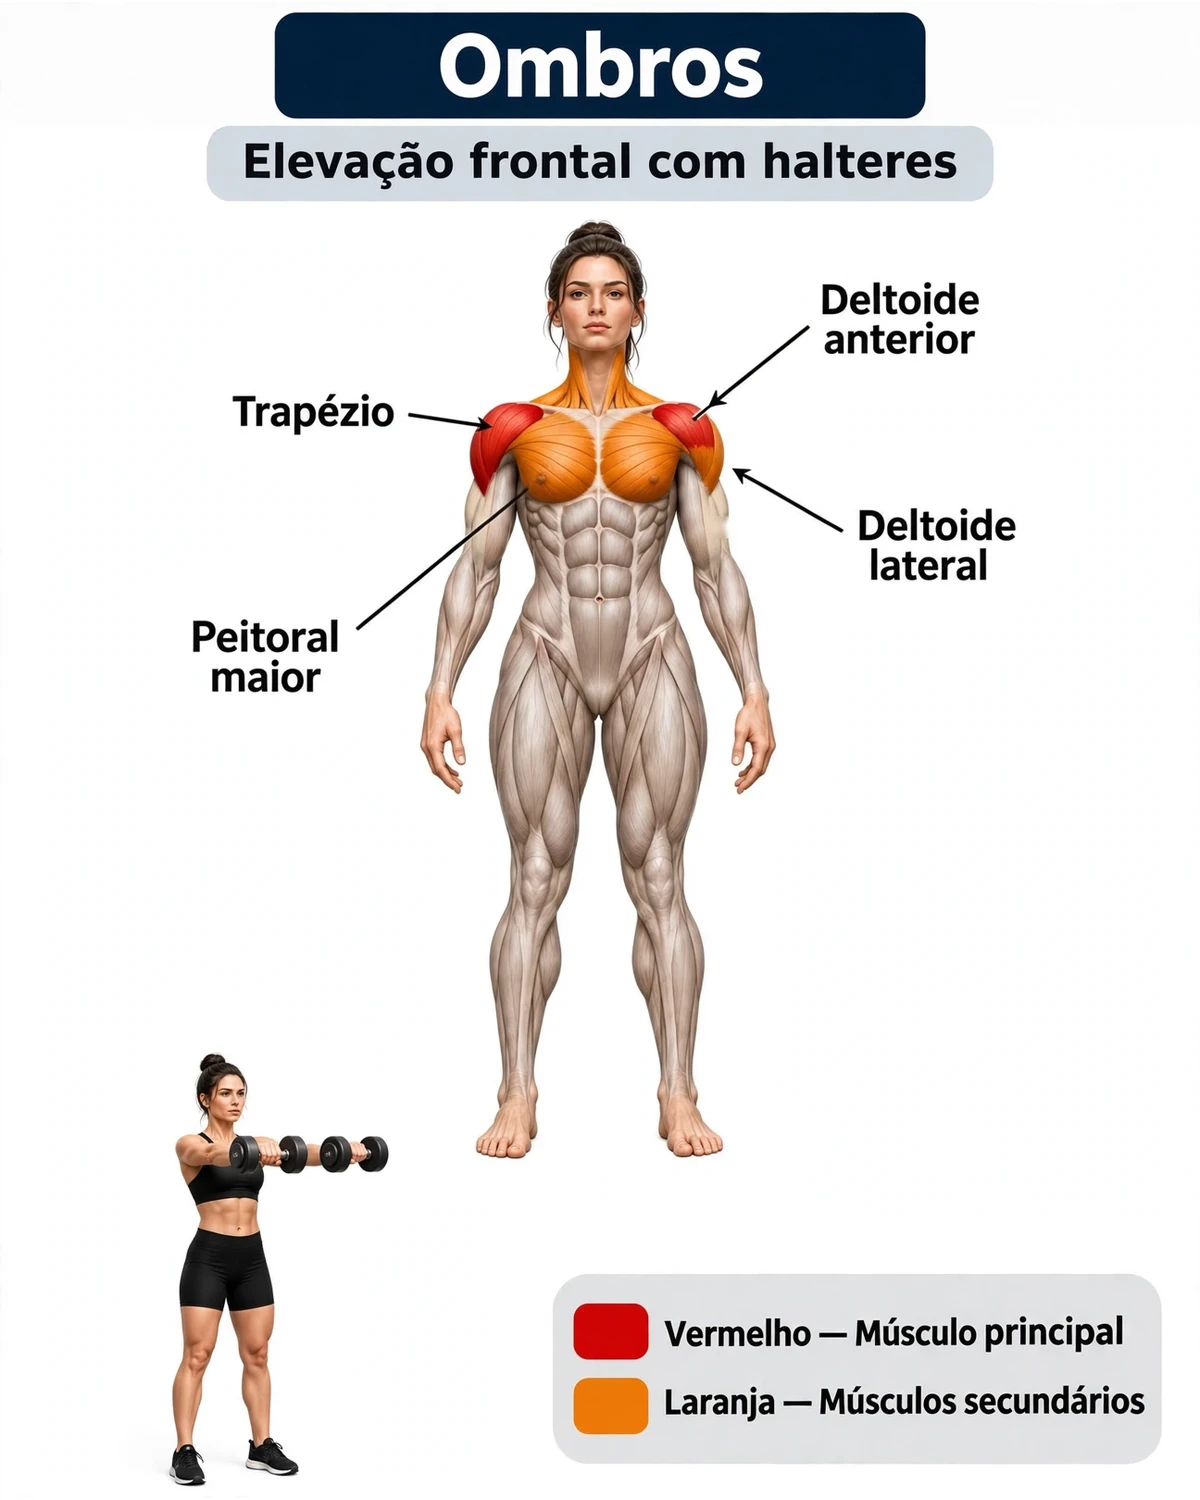 Ombros
Elevação frontal com halteres
Deltoide
anterior
Trapézio
Deltoide
lateral
Peitoral
maior
Vermelho — Músculo principal
Laranja — Músculos secundários